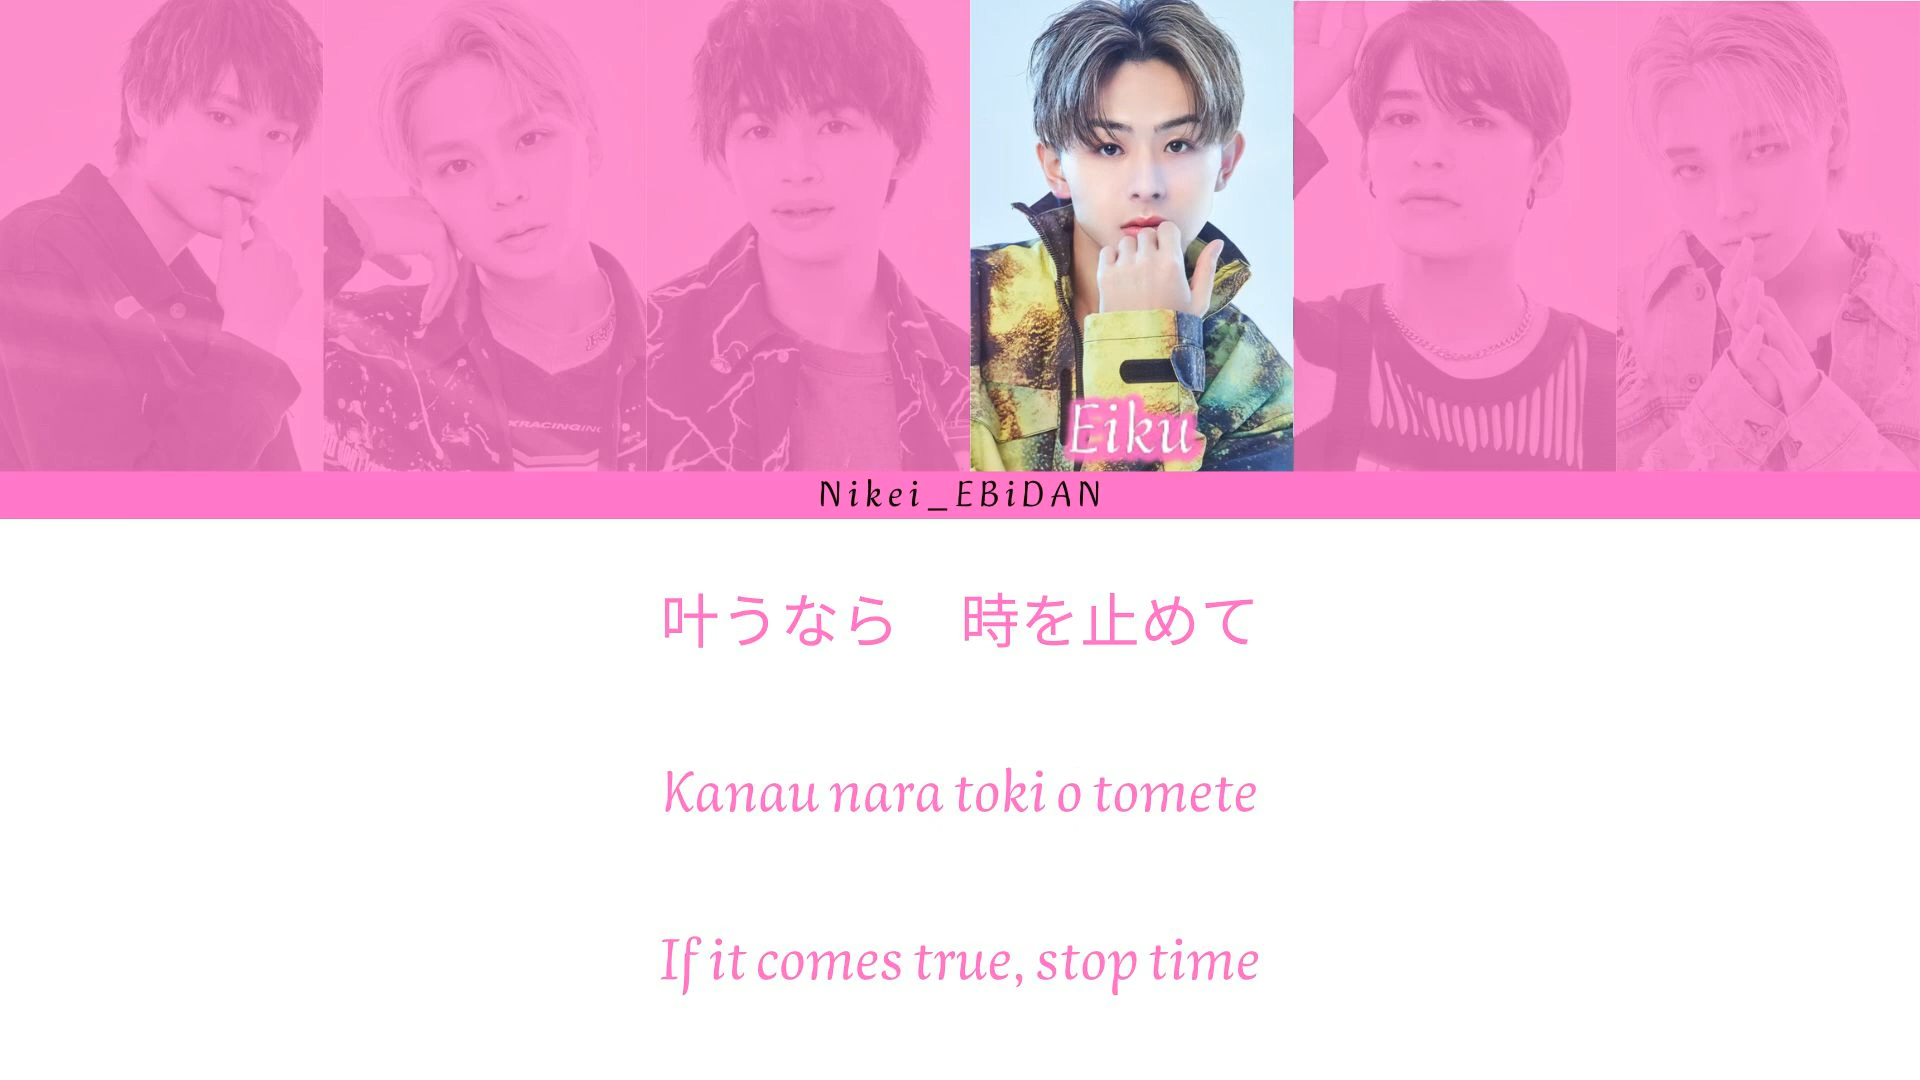 XRACINGINC
Eiku
Nikei_EBiDAN
叶うなら　時を止めて
Kanau nara toki o tomete
If it comes true, stop time